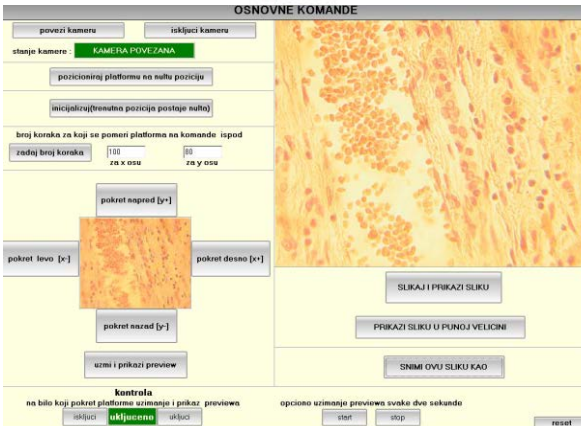 OSNOVNE KOMANDE
povezi kameru
iskljuci kameru
stanje kamere :
KAMERA POVEZANA
pozicioniraj platformu na nultu poziciju
inicijalizuj(trenutna pozicija postaje nulta)
broj koraka za koji se pomeri platforma na komande ispod
zadaj broj koraka
100
80
za x osu
za y osu
pokret napred [y+]
pokret levo [x-]
pokret desno [x+]
pokret nazad [y-]
uzmi i prikazi preview
SLIKAJ I PRIKAZI SLIKU
PRIKAZI SLIKU U PUNOJ VELICINI
SNIMI OVU SLIKU KAO
kontrola
na bilo koji pokret platforme uzimanje i prikaz previewa
iskljuci
ukljuceno
ukljuci
opciono uzimanje previewa svake dve sekunde
start
stop
reset